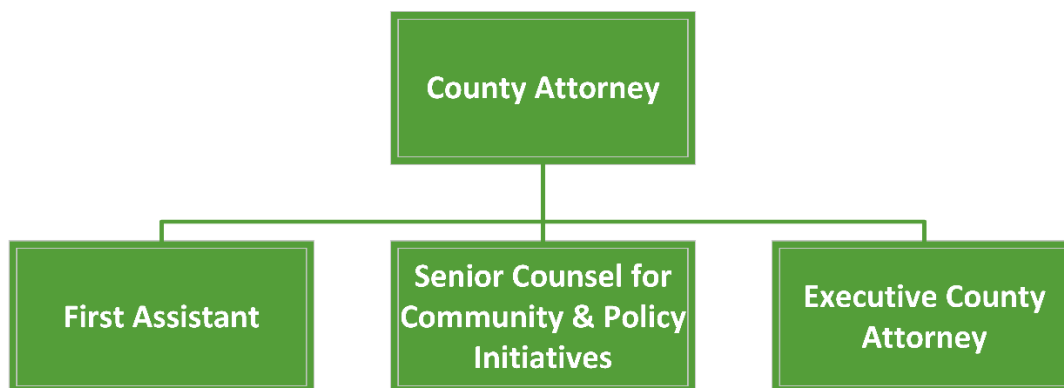 County Attorney
First Assistant
Senior Counsel for
Community & Policy
Initiatives
Executive County
Attorney